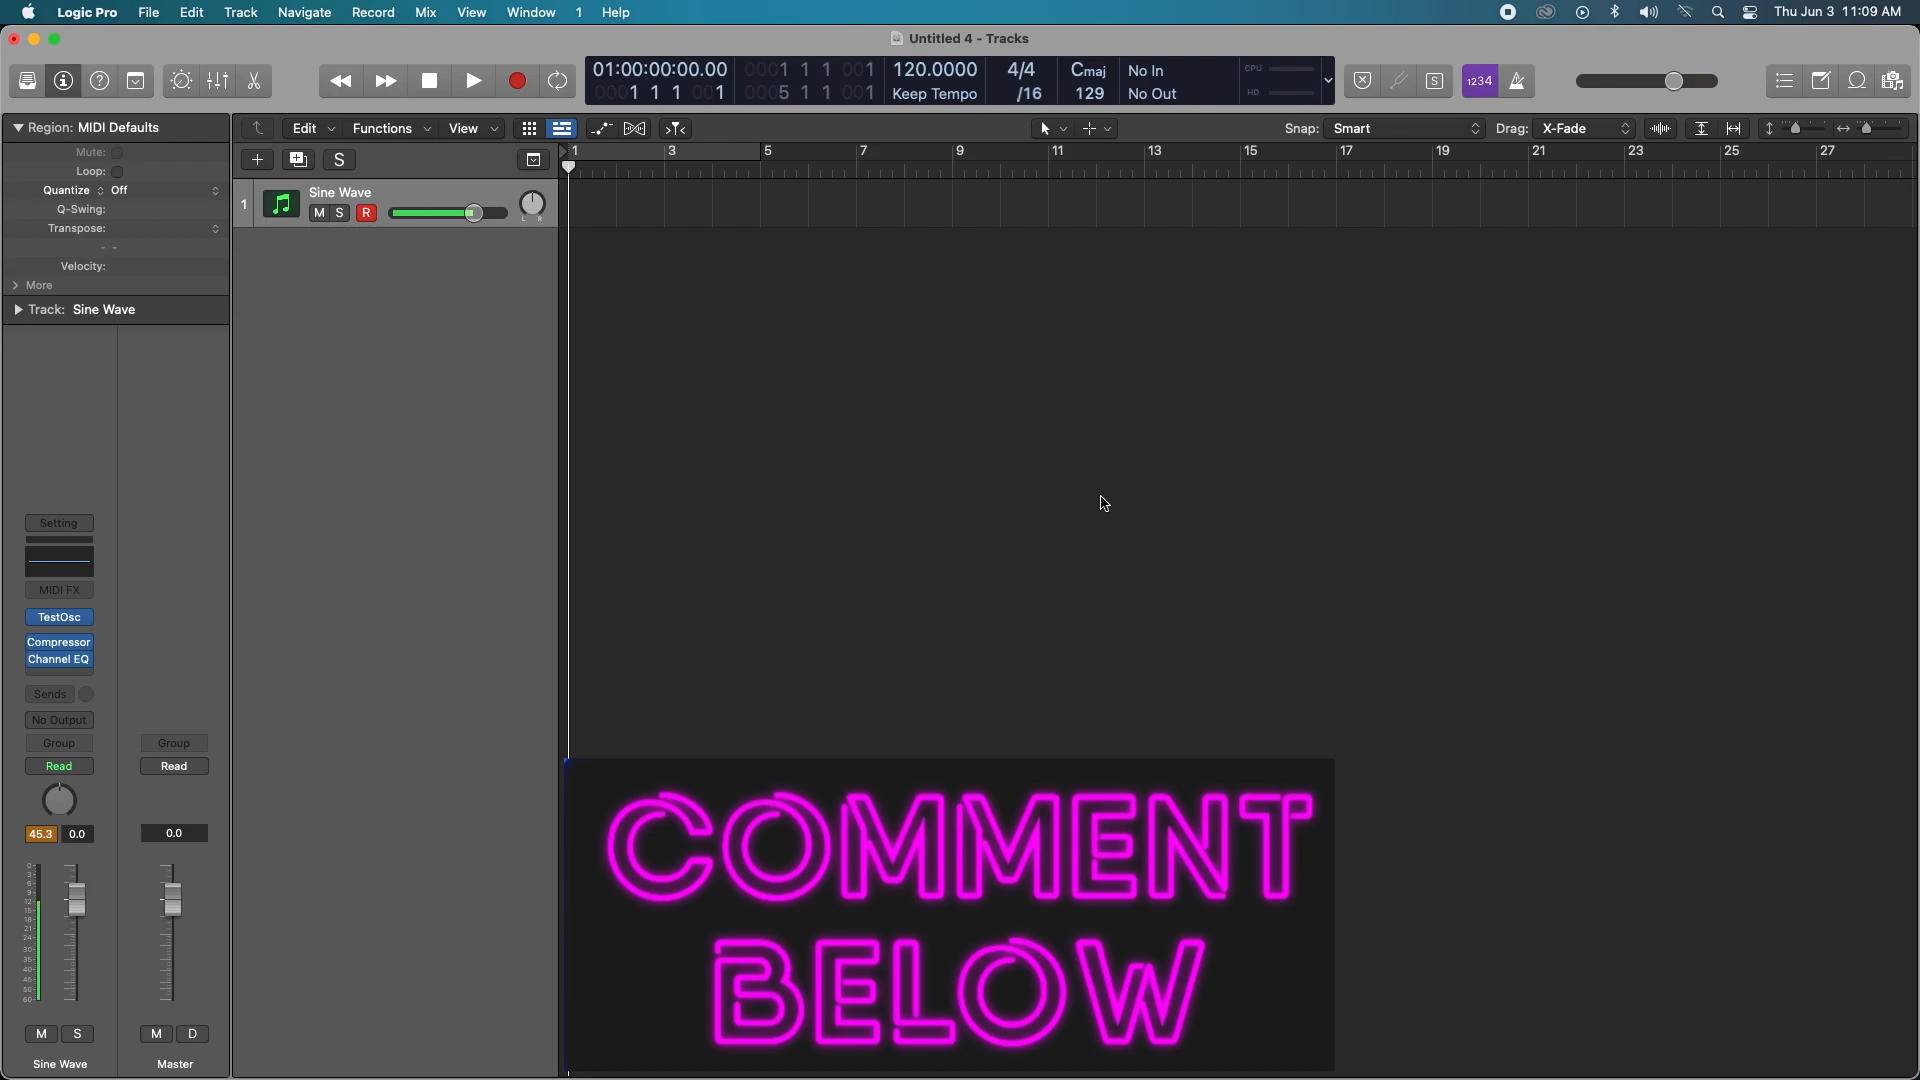 Logic Pro File Edit Track Navigate Record Mix View Window 1 Help Thu Jun 3 11:09 AM
Untitled 4 - Tracks
01:00:00:00.00 0001 1 1 001 120.0000 4/4 Cmaj No In CPU
0001 1 1 001 0005 1 1 001 Keep Tempo /16 129 No Out HD
S 1234
Region: MIDI Defaults
Edit Functions View Snap: Smart Drag: X-Fade
Mute:
Loop:
Quantize Off
Q-Swing:
Transpose:
- -
Velocity:
More
Track: Sine Wave
S
1 3 5 7 9 11 13 15 17 19 21 23 25 27
1 Sine Wave
M S R L R
Setting
MIDI FX
TestOsc
Compressor
Channel EQ
Sends
No Output
Group Group
Read Read
45.3 0.0 0.0
M S M D
Sine Wave Master
COMMENT
BELOW